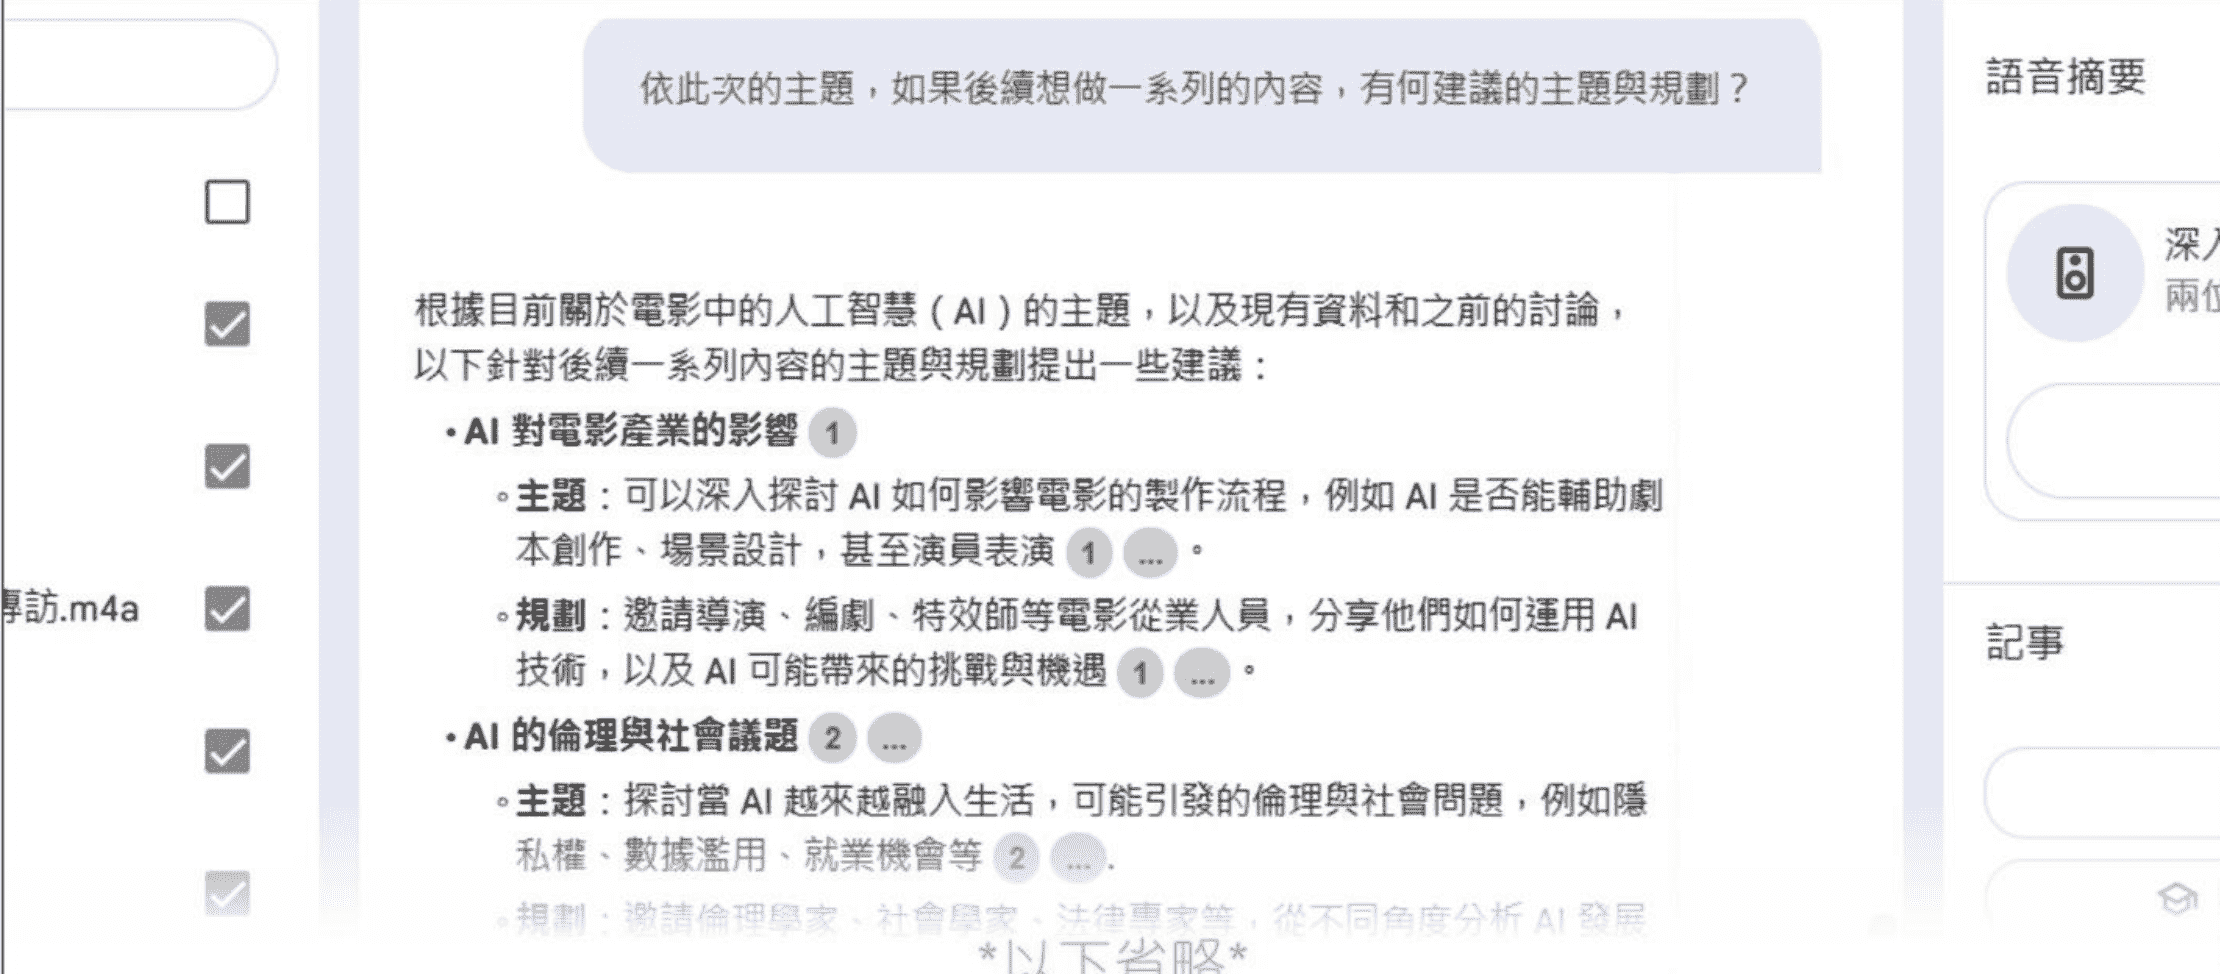 依此次的主題，如果後續想做一系列的內容，有何建議的主題與規劃？
根據目前關於電影中的人工智慧（AI）的主題，以及現有資料和之前的討論，
以下針對後續一系列內容的主題與規劃提出一些建議：
•AI 對電影產業的影響 1
◦主題：可以深入探討 AI 如何影響電影的製作流程，例如 AI 是否能輔助劇
本創作、場景設計，甚至演員表演 1 ... 。
◦規劃：邀請導演、編劇、特效師等電影從業人員，分享他們如何運用 AI
技術，以及 AI 可能帶來的挑戰與機遇 1 ... 。
•AI 的倫理與社會議題 2 ...
◦主題：探討當 AI 越來越融入生活，可能引發的倫理與社會問題，例如隱
私權、數據濫用、就業機會等 2 ... .
◦規劃：邀請倫理學家、社會學家、法律專家等，從不同角度分析 AI 發展
*以下省略*
專訪.m4a
語音摘要
深入
兩位
記事